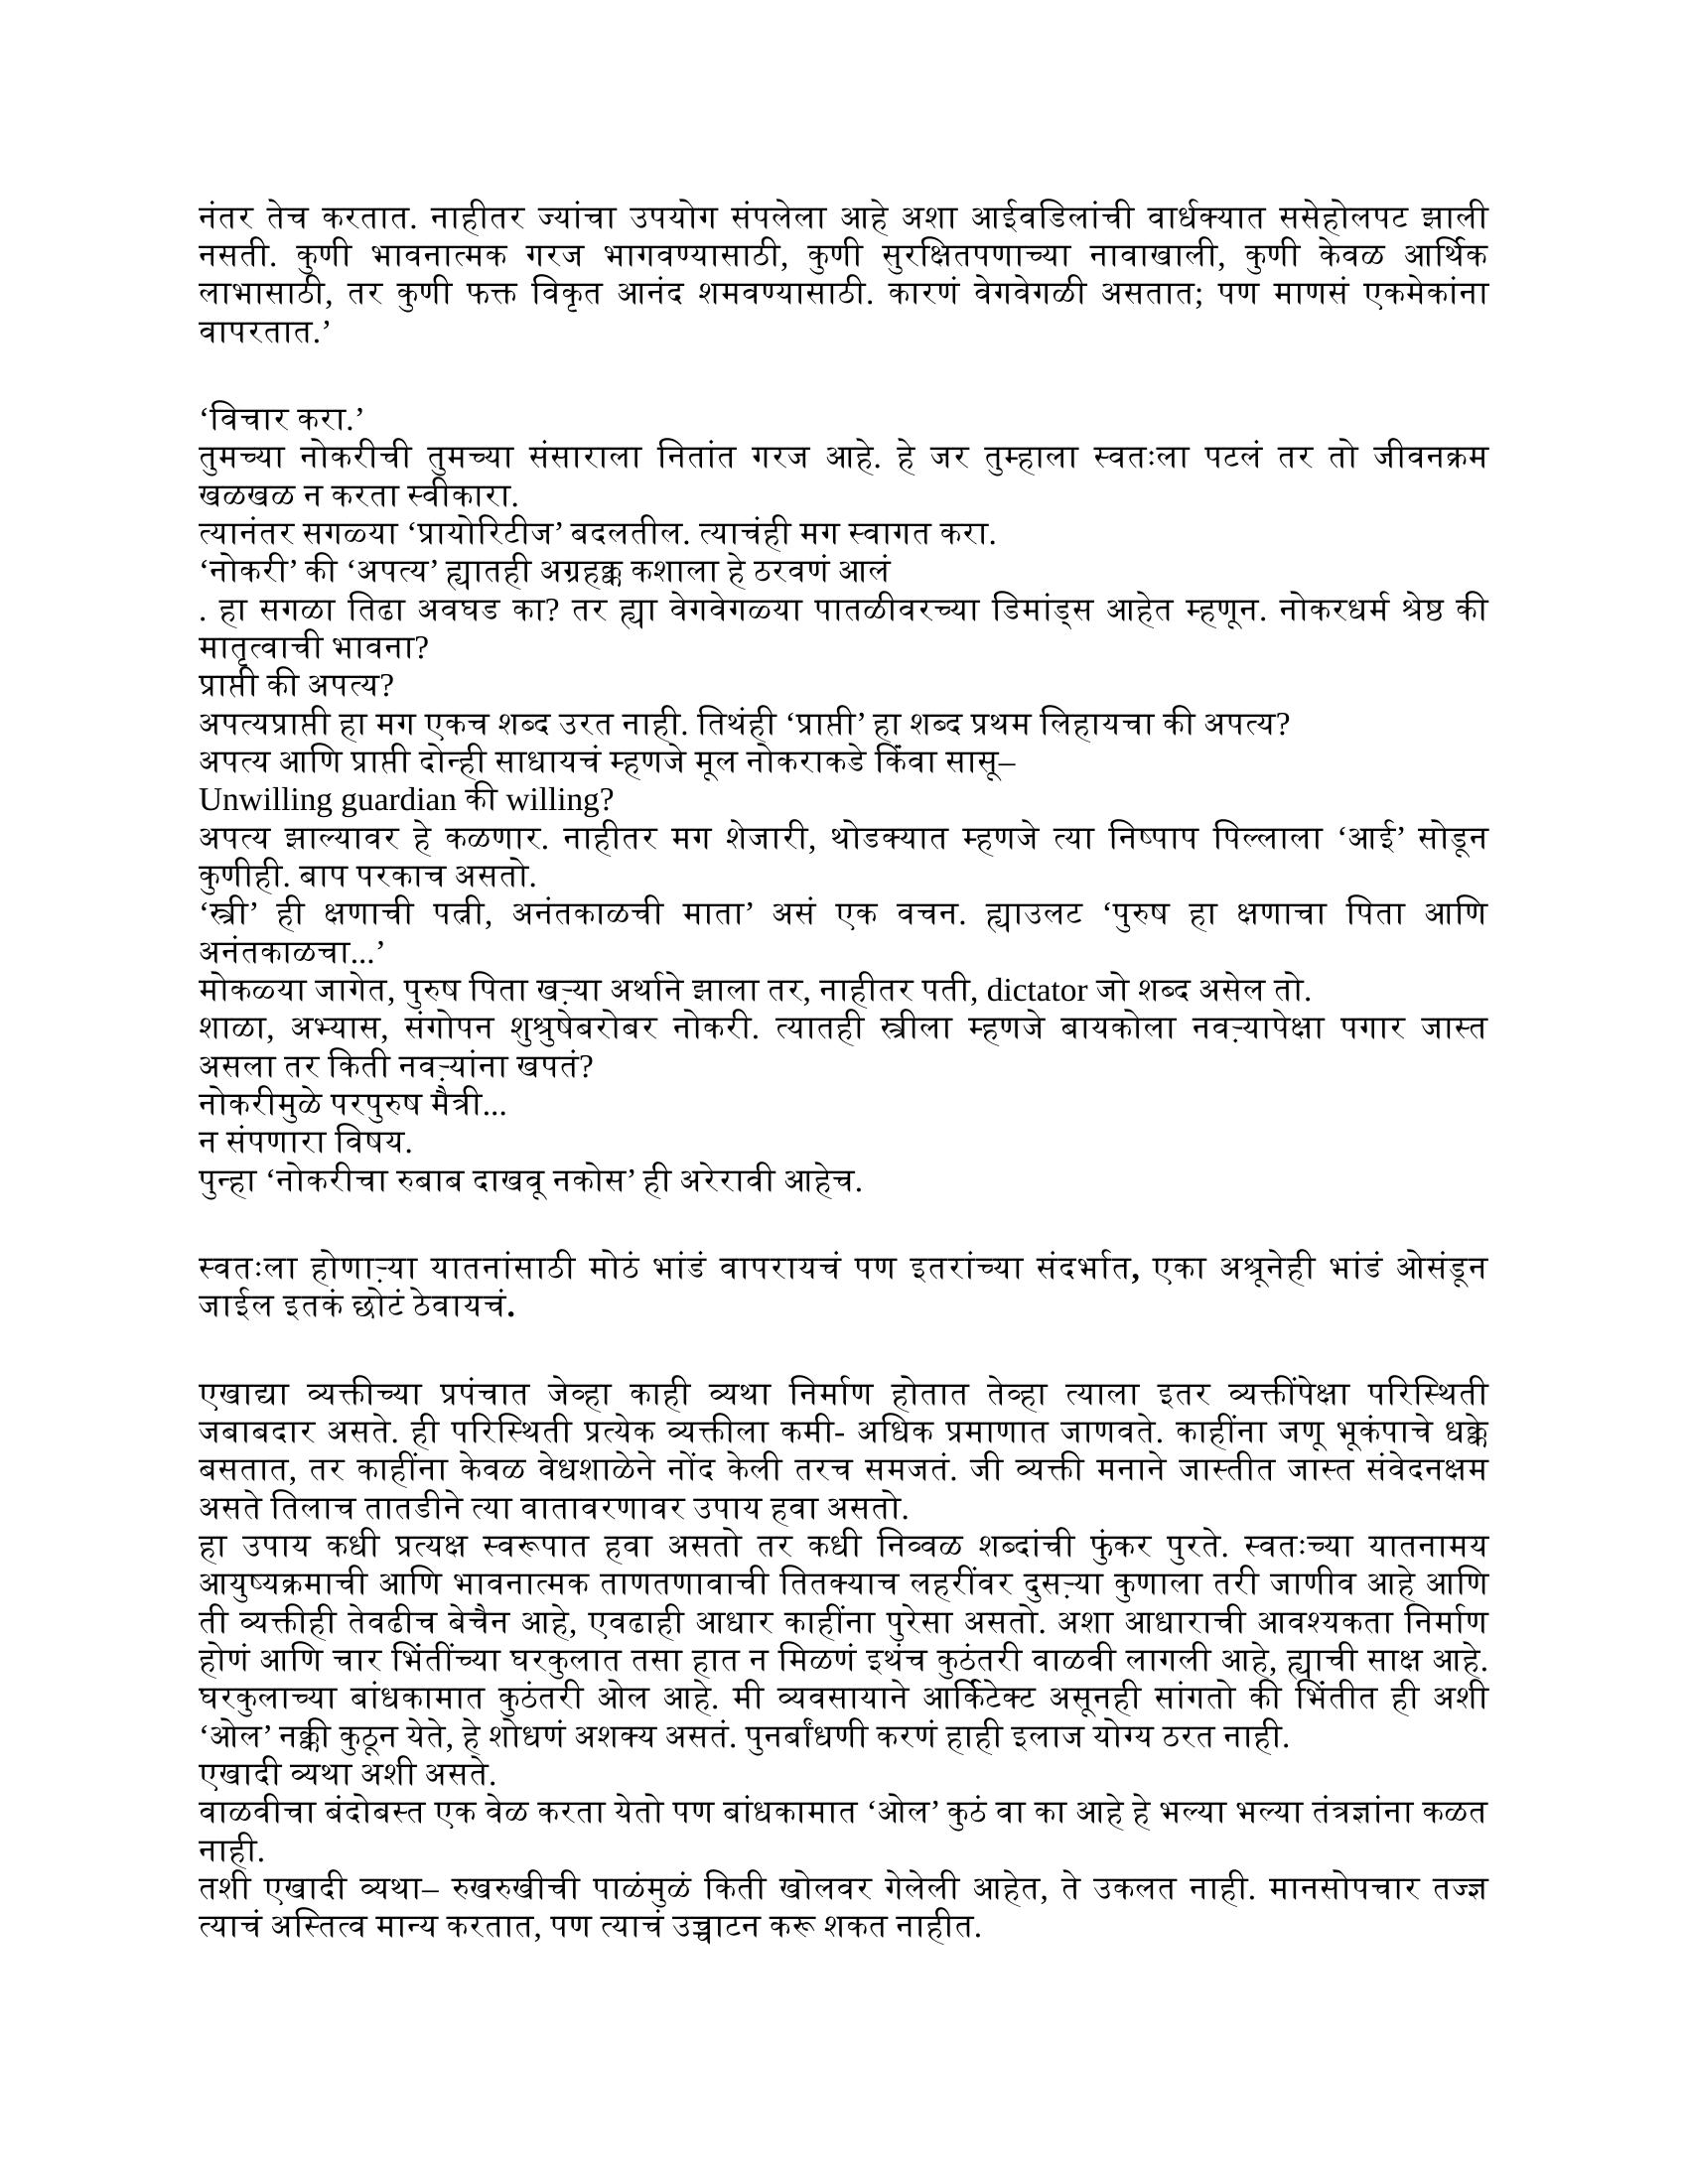 नंतर तेच करतात. नाहीतर ज्यांचा उपयोग संपलेला आहे अशा आईवडिलांची वार्धक्यात ससेहोलपट झाली
नसती. कुणी भावनात्मक गरज भागवण्यासाठी, कुणी सुरक्षितपणाच्या नावाखाली, कुणी केवळ आर्थिक
लाभासाठी, तर कुणी फक्त विकृत आनंद शमवण्यासाठी. कारणं वेगवेगळी असतात; पण माणसं एकमेकांना
वापरतात.’
‘विचार करा.’
तुमच्या नोकरीची तुमच्या संसाराला नितांत गरज आहे. हे जर तुम्हाला स्वतःला पटलं तर तो जीवनक्रम
खळखळ न करता स्वीकारा.
त्यानंतर सगळ्या ‘प्रायोरिटीज’ बदलतील. त्याचंही मग स्वागत करा.
‘नोकरी’ की ‘अपत्य’ ह्यातही अग्रहक्क कशाला हे ठरवणं आलं
. हा सगळा तिढा अवघड का? तर ह्या वेगवेगळ्या पातळीवरच्या डिमांड्स आहेत म्हणून. नोकरधर्म श्रेष्ठ की
मातृत्वाची भावना?
प्राप्ती की अपत्य?
अपत्यप्राप्ती हा मग एकच शब्द उरत नाही. तिथंही ‘प्राप्ती’ हा शब्द प्रथम लिहायचा की अपत्य?
अपत्य आणि प्राप्ती दोन्ही साधायचं म्हणजे मूल नोकराकडे किंवा सासू–
Unwilling guardian की willing?
अपत्य झाल्यावर हे कळणार. नाहीतर मग शेजारी, थोडक्यात म्हणजे त्या निष्पाप पिल्लाला ‘आई’ सोडून
कुणीही. बाप परकाच असतो.
‘स्त्री’ ही क्षणाची पत्नी, अनंतकाळची माता’ असं एक वचन. ह्याउलट ‘पुरुष हा क्षणाचा पिता आणि
अनंतकाळचा...’
मोकळ्या जागेत, पुरुष पिता खऱ्या अर्थाने झाला तर, नाहीतर पती, dictator जो शब्द असेल तो.
शाळा, अभ्यास, संगोपन शुश्रुषेबरोबर नोकरी. त्यातही स्त्रीला म्हणजे बायकोला नवऱ्यापेक्षा पगार जास्त
असला तर किती नवऱ्यांना खपतं?
नोकरीमुळे परपुरुष मैत्री...
न संपणारा विषय.
पुन्हा ‘नोकरीचा रुबाब दाखवू नकोस’ ही अरेरावी आहेच.
स्वतःला होणाऱ्या यातनांसाठी मोठं भांडं वापरायचं पण इतरांच्या संदर्भात, एका अश्रूनेही भांडं ओसंडून
जाईल इतकं छोटं ठेवायचं.
एखाद्या व्यक्तीच्या प्रपंचात जेव्हा काही व्यथा निर्माण होतात तेव्हा त्याला इतर व्यक्तींपेक्षा परिस्थिती
जबाबदार असते. ही परिस्थिती प्रत्येक व्यक्तीला कमी- अधिक प्रमाणात जाणवते. काहींना जणू भूकंपाचे धक्के
बसतात, तर काहींना केवळ वेधशाळेने नोंद केली तरच समजतं. जी व्यक्ती मनाने जास्तीत जास्त संवेदनक्षम
असते तिलाच तातडीने त्या वातावरणावर उपाय हवा असतो.
हा उपाय कधी प्रत्यक्ष स्वरूपात हवा असतो तर कधी निव्वळ शब्दांची फुंकर पुरते. स्वतःच्या यातनामय
आयुष्यक्रमाची आणि भावनात्मक ताणतणावाची तितक्याच लहरींवर दुसऱ्या कुणाला तरी जाणीव आहे आणि
ती व्यक्तीही तेवढीच बेचैन आहे, एवढाही आधार काहींना पुरेसा असतो. अशा आधाराची आवश्यकता निर्माण
होणं आणि चार भिंतींच्या घरकुलात तसा हात न मिळणं इथंच कुठंतरी वाळवी लागली आहे, ह्याची साक्ष आहे.
घरकुलाच्या बांधकामात कुठंतरी ओल आहे. मी व्यवसायाने आर्किटेक्ट असूनही सांगतो की भिंतीत ही अशी
‘ओल’ नक्की कुठून येते, हे शोधणं अशक्य असतं. पुनर्बांधणी करणं हाही इलाज योग्य ठरत नाही.
एखादी व्यथा अशी असते.
वाळवीचा बंदोबस्त एक वेळ करता येतो पण बांधकामात ‘ओल’ कुठं वा का आहे हे भल्या भल्या तंत्रज्ञांना कळत
नाही.
तशी एखादी व्यथा– रुखरुखीची पाळंमुळं किती खोलवर गेलेली आहेत, ते उकलत नाही. मानसोपचार तज्ज्ञ
त्याचं अस्तित्व मान्य करतात, पण त्याचं उच्चाटन करू शकत नाहीत.